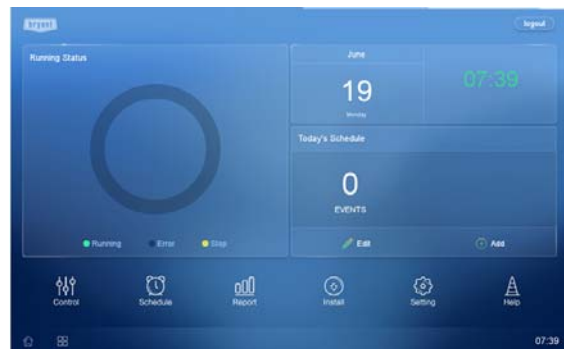 bryant
logout
Running Status
June
19
Monday
07:39
Today's Schedule
0
EVENTS
Running
Error
Stop
Edit
Add
Control
Schedule
Report
Install
Setting
Help
07:39